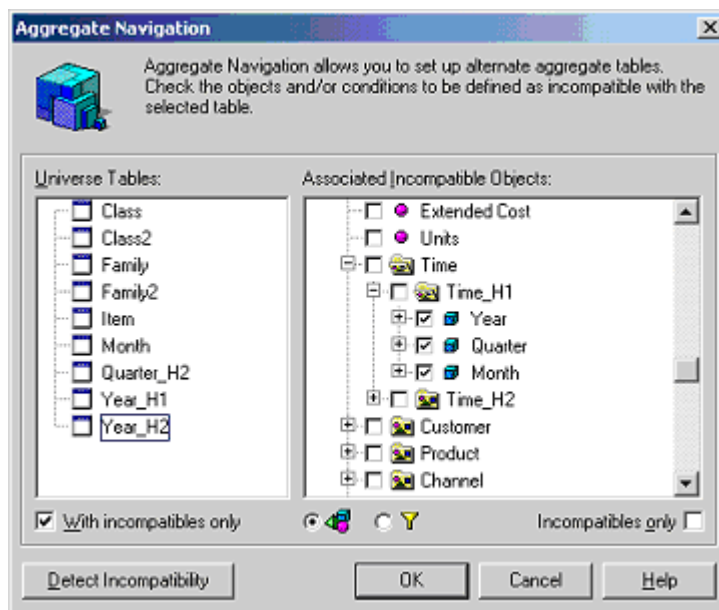 Aggregate Navigation
Aggregate Navigation allows you to set up alternate aggregate tables.
Check the objects and/or conditions to be defined as incompatible with the
selected table.
Universe Tables:
Class
Class2
Family
Family2
Item
Month
Quarter_H2
Year_H1
Year_H2
Associated Incompatible Objects:
Extended Cost
Units
Time
Time_H1
Year
Quarter
Month
Time_H2
Customer
Product
Channel
With incompatibles only
Incompatibles only
Detect Incompatibility
OK
Cancel
Help